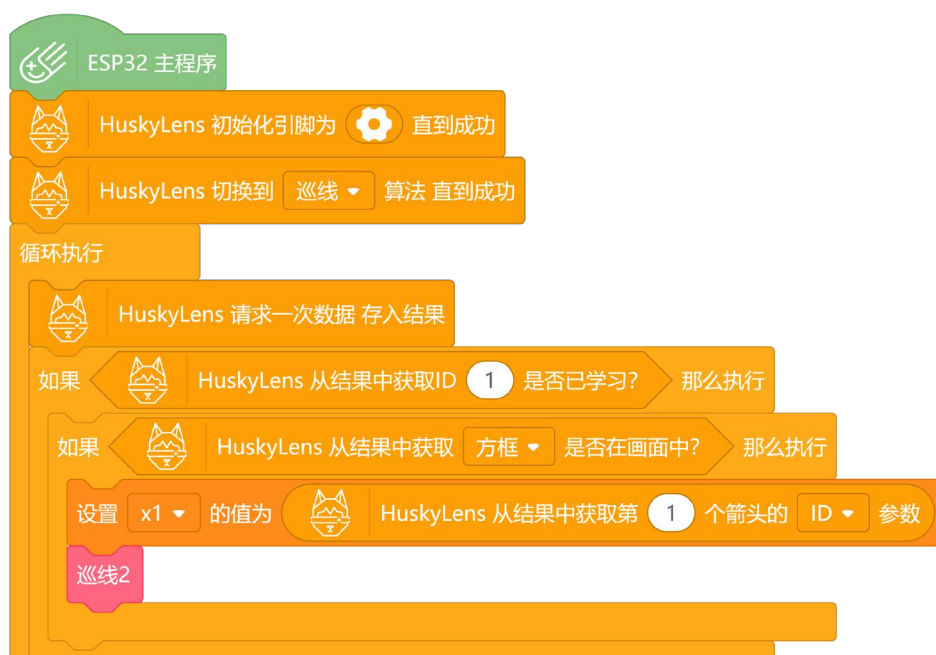 ESP32 主程序
HuskyLens 初始化引脚为 直到成功
HuskyLens 切换到 巡线 算法 直到成功
循环执行
HuskyLens 请求一次数据 存入结果
如果 HuskyLens 从结果中获取ID 1 是否已学习? 那么执行
如果 HuskyLens 从结果中获取 方框 是否在画面中? 那么执行
设置 x1 的值为 HuskyLens 从结果中获取第 1 个箭头的 ID 参数
巡线2